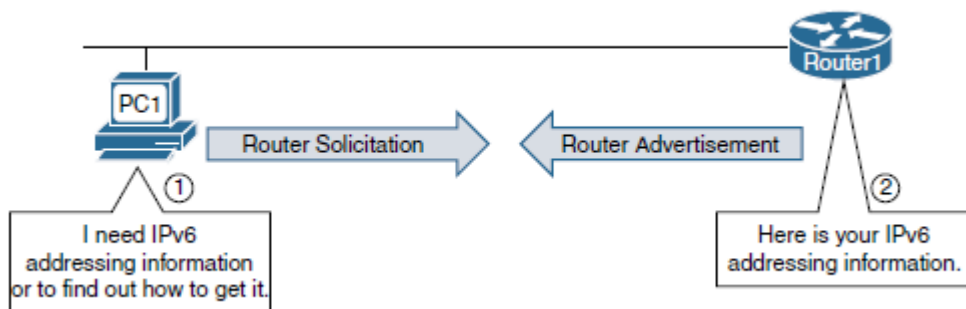 Router1
PC1
Router Solicitation
Router Advertisement
1
I need IPv6
addressing information
or to find out how to get it.
2
Here is your IPv6
addressing information.